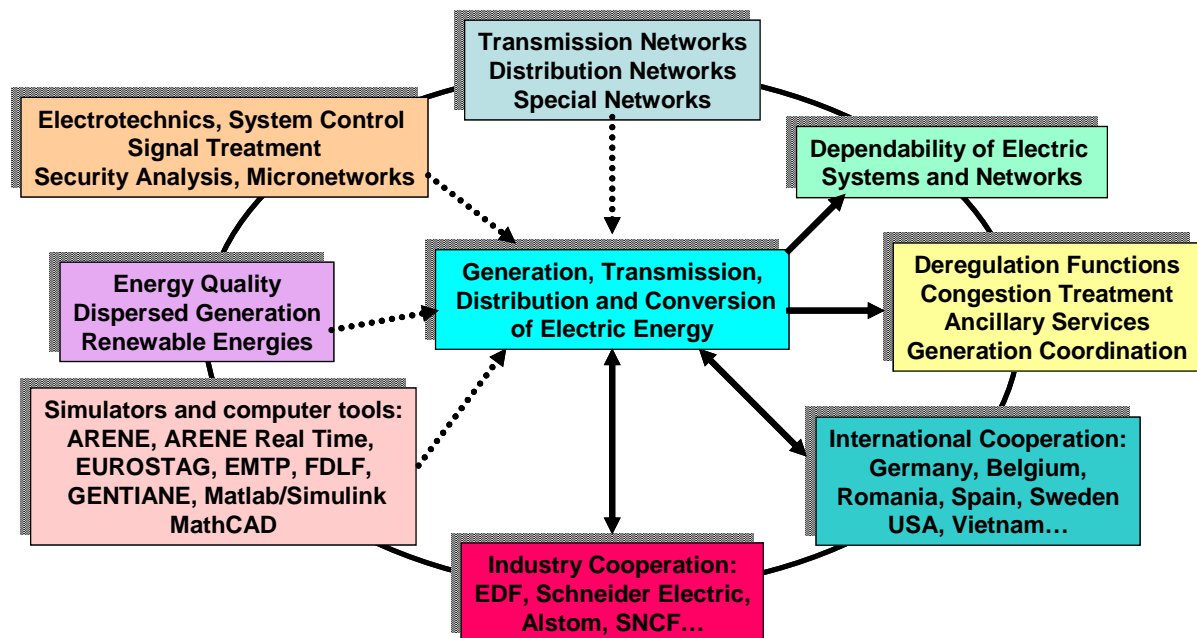 Transmission Networks
Distribution Networks
Special Networks
Electrotechnics, System Control
Signal Treatment
Security Analysis, Micronetworks
Dependability of Electric
Systems and Networks
Energy Quality
Dispersed Generation
Renewable Energies
Generation, Transmission,
Distribution and Conversion
of Electric Energy
Deregulation Functions
Congestion Treatment
Ancillary Services
Generation Coordination
Simulators and computer tools:
ARENE, ARENE Real Time,
EUROSTAG, EMTP, FDLF,
GENTIANE, Matlab/Simulink
MathCAD
International Cooperation:
Germany, Belgium,
Romania, Spain, Sweden
USA, Vietnam…
Industry Cooperation:
EDF, Schneider Electric,
Alstom, SNCF…